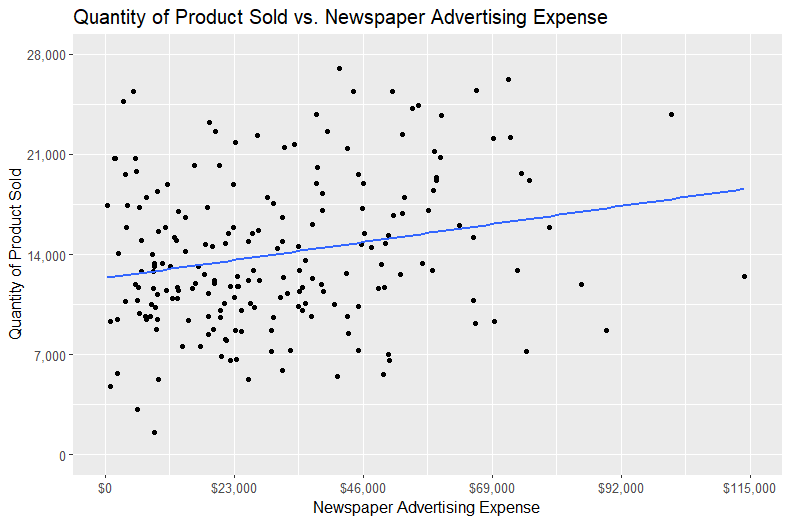 Quantity of Product Sold vs. Newspaper Advertising Expense
Quantity of Product Sold
28,000
21,000
14,000
7,000
0
$0 $23,000 $46,000 $69,000 $92,000 $115,000
Newspaper Advertising Expense